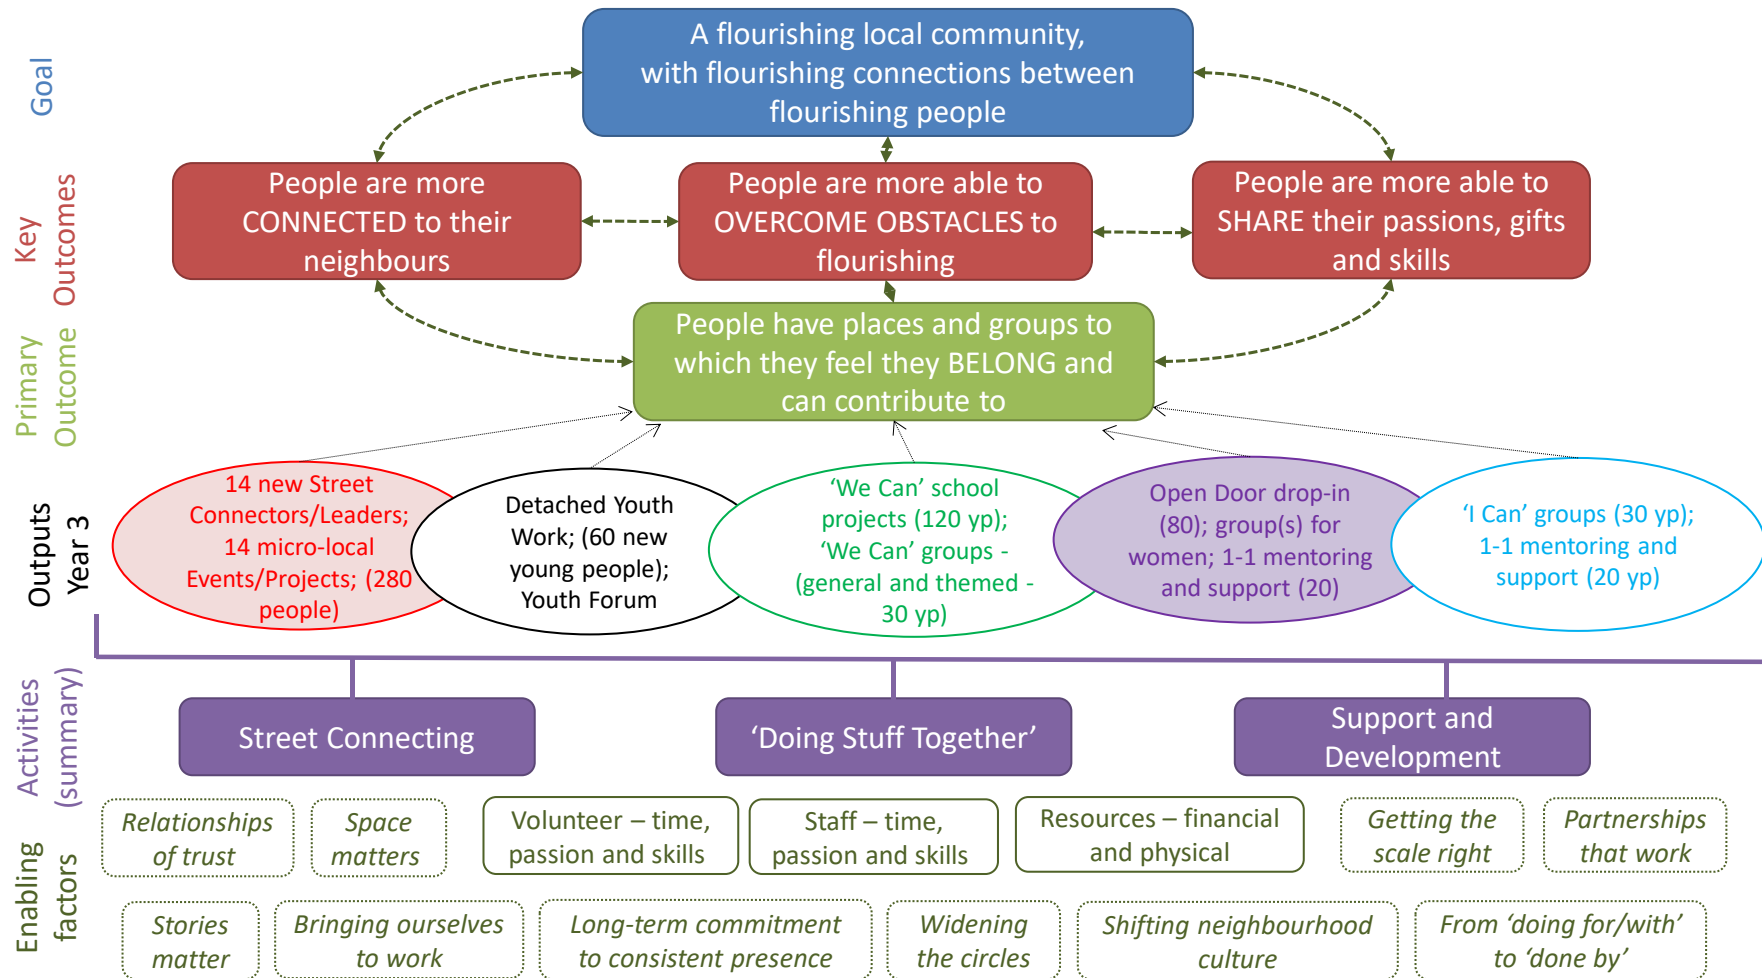 Goal
A flourishing local community,
with flourishing connections between
flourishing people
Key
Outcomes
People are more
CONNECTED to their
neighbours
People are more able to
OVERCOME OBSTACLES to
flourishing
People are more able to
SHARE their passions, gifts
and skills
Primary
Outcome
People have places and groups to
which they feel they BELONG and
can contribute to
Outputs
Year 3
14 new Street
Connectors/Leaders;
14 micro-local
Events/Projects; (280
people)
Detached Youth
Work; (60 new
young people);
Youth Forum
‘We Can’ school
projects (120 yp);
‘We Can’ groups -
(general and themed -
30 yp)
Open Door drop-in
(80); group(s) for
women; 1-1 mentoring
and support (20)
‘I Can’ groups (30 yp);
1-1 mentoring and
support (20 yp)
Activities
(summary)
Street Connecting
‘Doing Stuff Together’
Support and
Development
Enabling
factors
Relationships
of trust
Space
matters
Volunteer – time,
passion and skills
Staff – time,
passion and skills
Resources – financial
and physical
Getting the
scale right
Partnerships
that work
Stories
matter
Bringing ourselves
to work
Long-term commitment
to consistent presence
Widening
the circles
Shifting neighbourhood
culture
From ‘doing for/with’
to ‘done by’